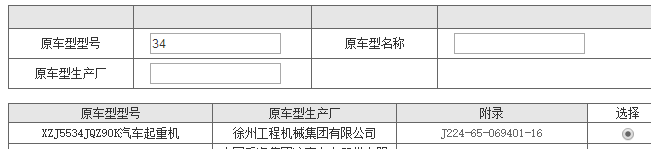 原车型型号 34 原车型名称
原车型生产厂
原车型型号 原车型生产厂 附录 选择
XZJ5534JQZ90K汽车起重机 徐州工程机械集团有限公司 J224-65-069401-16